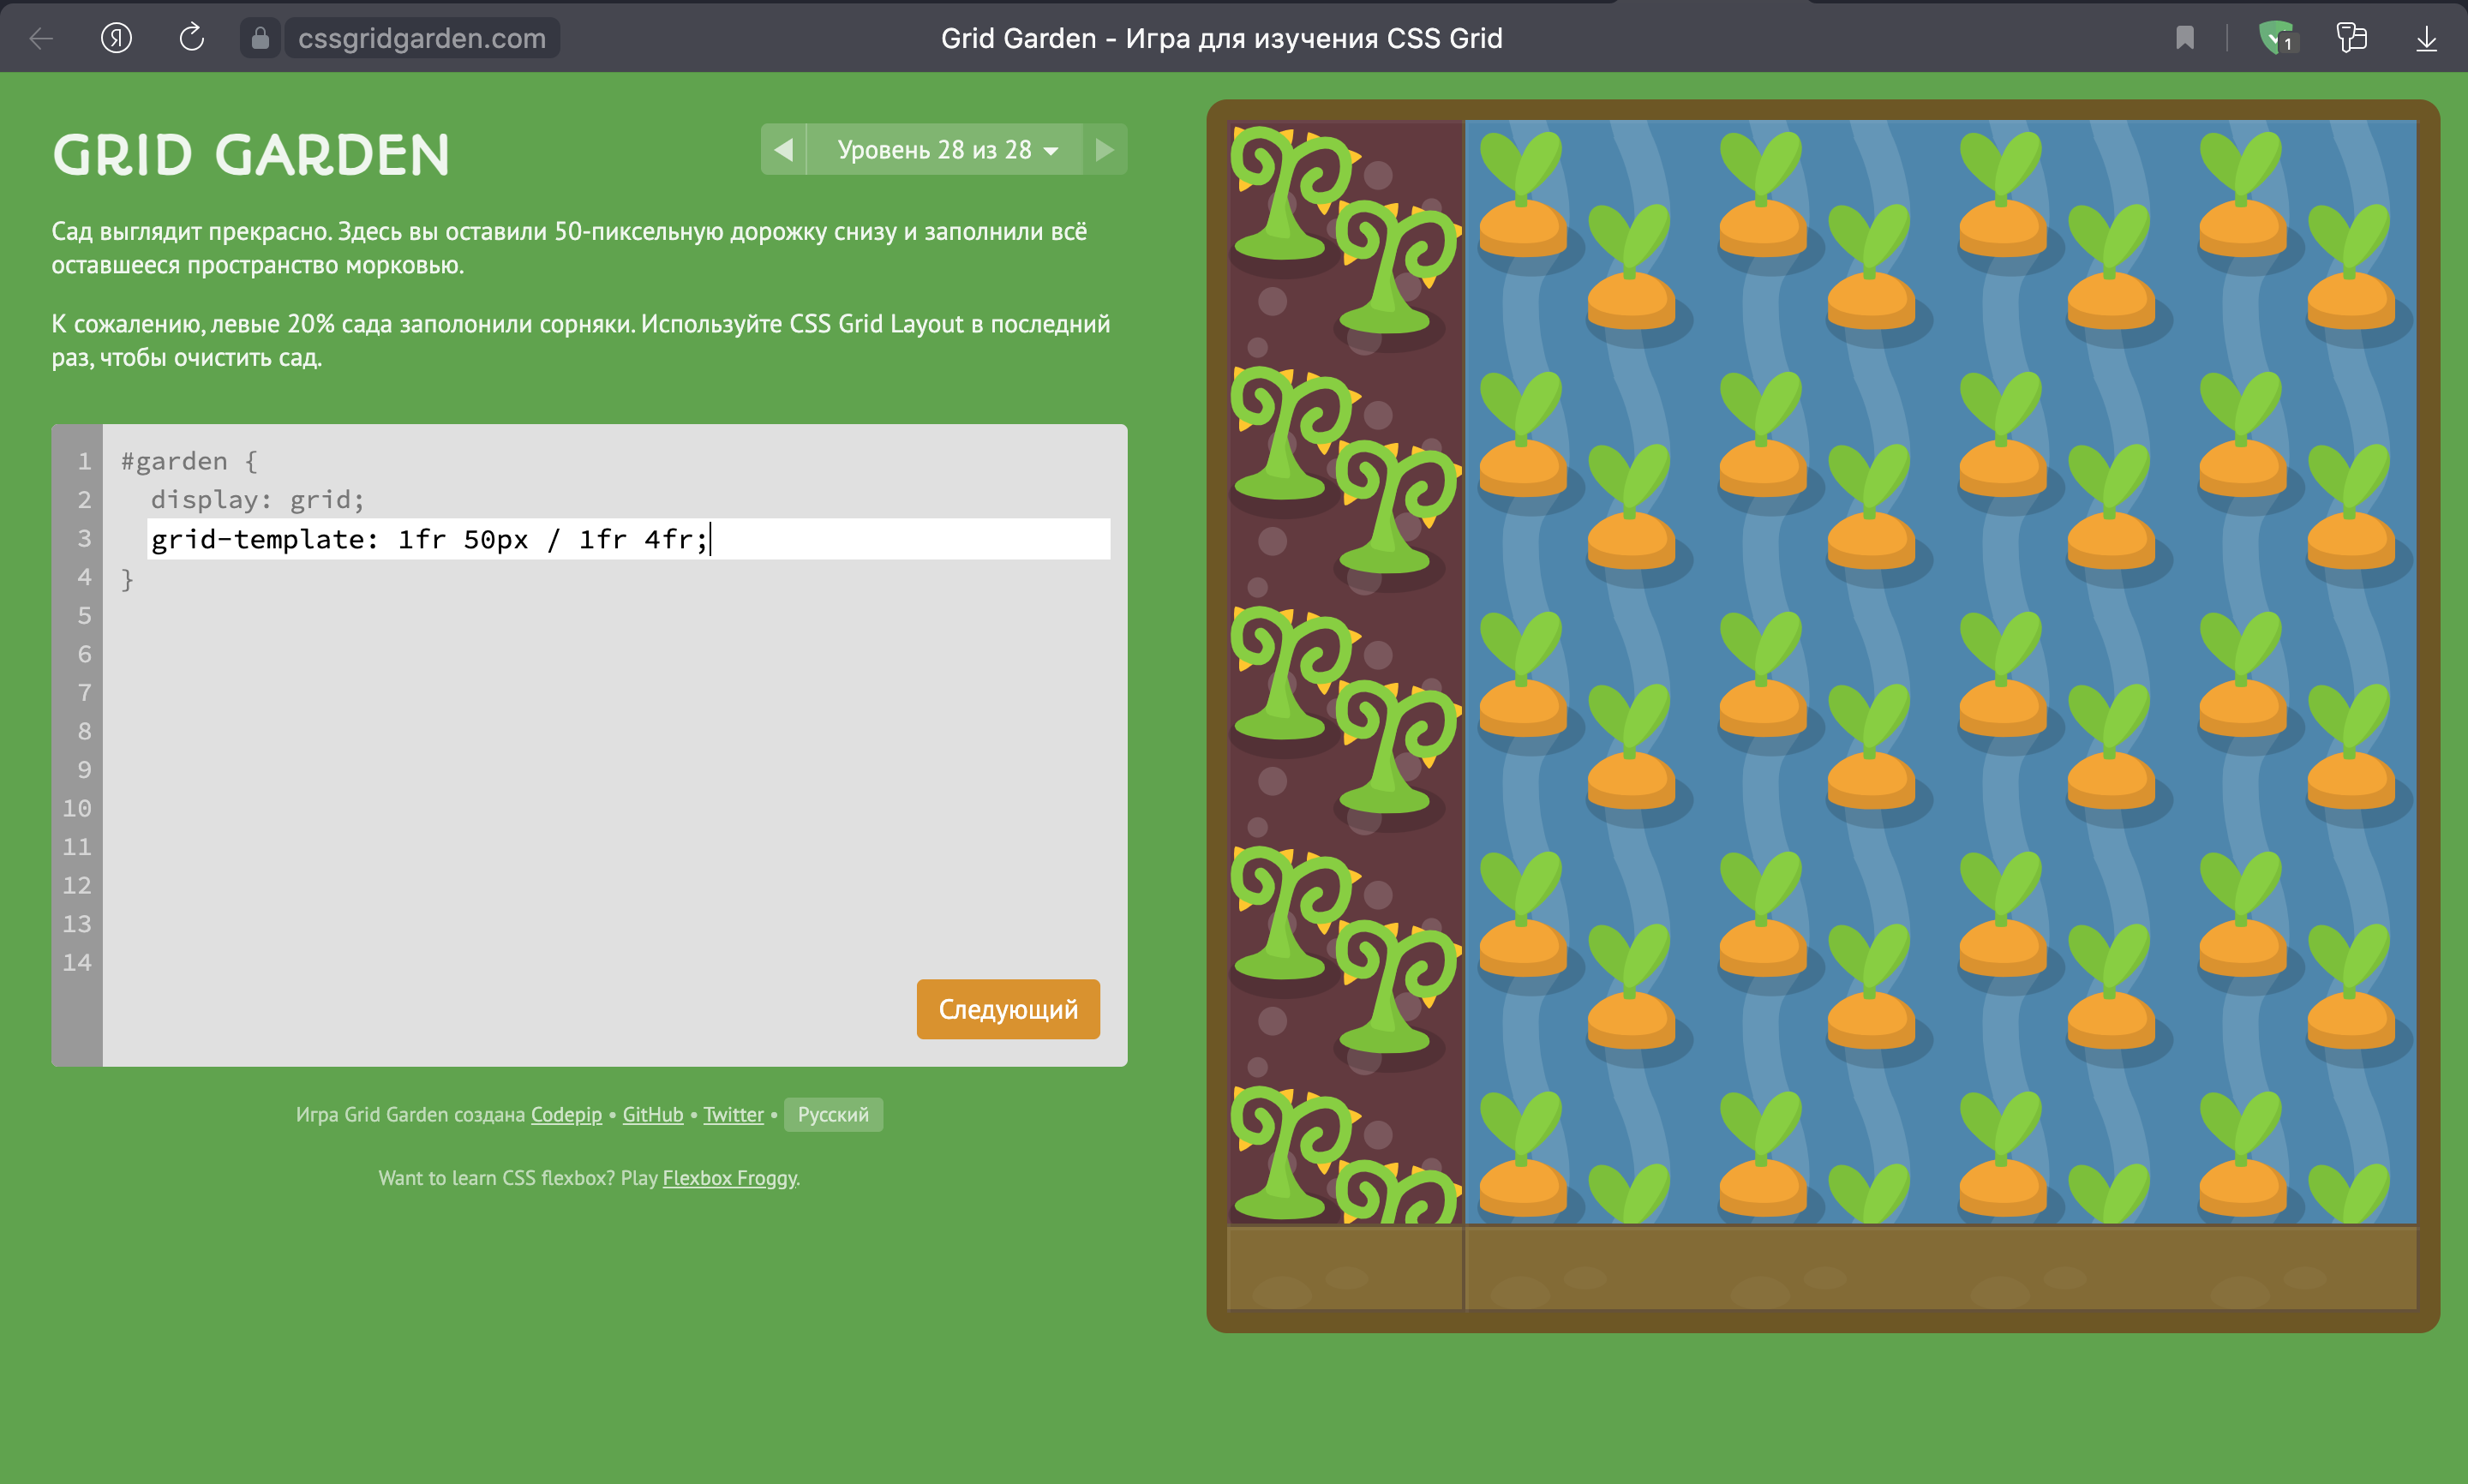 cssgridgarden.com
Grid Garden - Игра для изучения CSS Grid
1
GRID GARDEN
Уровень 28 из 28
Сад выглядит прекрасно. Здесь вы оставили 50-пиксельную дорожку снизу и заполнили всё
оставшееся пространство морковью.
К сожалению, левые 20% сада заполонили сорняки. Используйте CSS Grid Layout в последний
раз, чтобы очистить сад.
1 #garden {
2 display: grid;
3 grid-template: 1fr 50px / 1fr 4fr;
4 }
5
6
7
8
9
10
11
12
13
14
Следующий
Игра Grid Garden создана Codepip • GitHub • Twitter • Русский
Want to learn CSS flexbox? Play Flexbox Froggy.